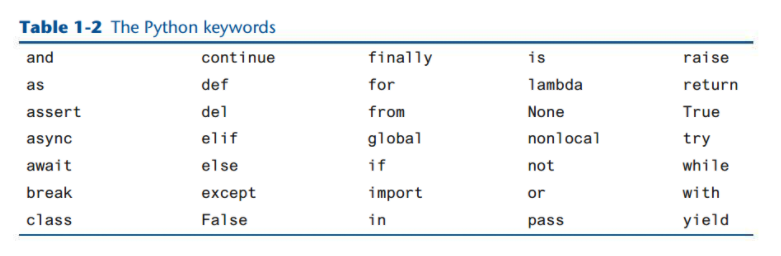 Table 1-2 The Python keywords
and continue finally is raise
as def for lambda return
assert del from None True
async elif global nonlocal try
await else if not while
break except import or with
class False in pass yield